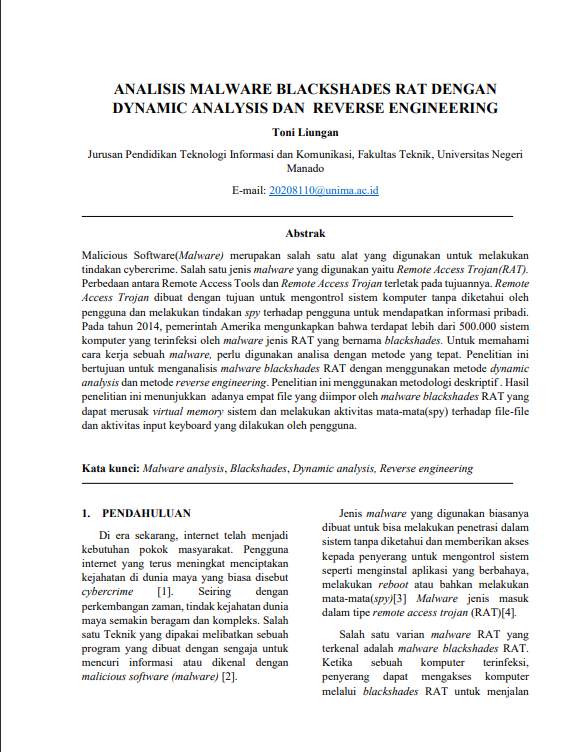 ANALISIS MALWARE BLACKSHADES RAT DENGAN
DYNAMIC ANALYSIS DAN REVERSE ENGINEERING
Toni Liungan
Jurusan Pendidikan Teknologi Informasi dan Komunikasi, Fakultas Teknik, Universitas Negeri
Manado
E-mail: 20208110@unima.ac.id
Abstrak
Malicious Software(Malware) merupakan salah satu alat yang digunakan untuk melakukan
tindakan cybercrime. Salah satu jenis malware yang digunakan yaitu Remote Access Trojan(RAT).
Perbedaan antara Remote Access Tools dan Remote Access Trojan terletak pada tujuannya. Remote
Access Trojan dibuat dengan tujuan untuk mengontrol sistem komputer tanpa diketahui oleh
pengguna dan melakukan tindakan spy terhadap pengguna untuk mendapatkan informasi pribadi.
Pada tahun 2014, pemerintah Amerika mengunkapkan bahwa terdapat lebih dari 500.000 sistem
komputer yang terinfeksi oleh malware jenis RAT yang bernama blackshades. Untuk memahami
cara kerja sebuah malware, perlu digunakan analisa dengan metode yang tepat. Penelitian ini
bertujuan untuk menganalisis malware blackshades RAT dengan menggunakan metode dynamic
analysis dan metode reverse engineering. Penelitian ini menggunakan metodologi deskriptif . Hasil
penelitian ini menunjukkan adanya empat file yang diimpor oleh malware blackshades RAT yang
dapat merusak virtual memory sistem dan melakukan aktivitas mata-mata(spy) terhadap file-file
dan aktivitas input keyboard yang dilakukan oleh pengguna.
Kata kunci: Malware analysis, Blackshades, Dynamic analysis, Reverse engineering
1. PENDAHULUAN
Di era sekarang, internet telah menjadi
kebutuhan pokok masyarakat. Pengguna
internet yang terus meningkat menciptakan
kejahatan di dunia maya yang biasa disebut
cybercrime [1]. Seiring dengan
perkembangan zaman, tindak kejahatan dunia
maya semakin beragam dan kompleks. Salah
satu Teknik yang dipakai melibatkan sebuah
program yang dibuat dengan sengaja untuk
mencuri informasi atau dikenal dengan
malicious software (malware) [2].
Jenis malware yang digunakan biasanya
dibuat untuk bisa melakukan penetrasi dalam
sistem tanpa diketahui dan memberikan akses
kepada penyerang untuk mengontrol sistem
seperti menginstal aplikasi yang berbahaya,
melakukan reboot atau bahkan melakukan
mata-mata(spy)[3] Malware jenis masuk
dalam tipe remote access trojan (RAT)[4].
Salah satu varian malware RAT yang
terkenal adalah malware blackshades RAT.
Ketika sebuah komputer terinfeksi,
penyerang dapat mengakses komputer
melalui blackshades RAT untuk menjalan